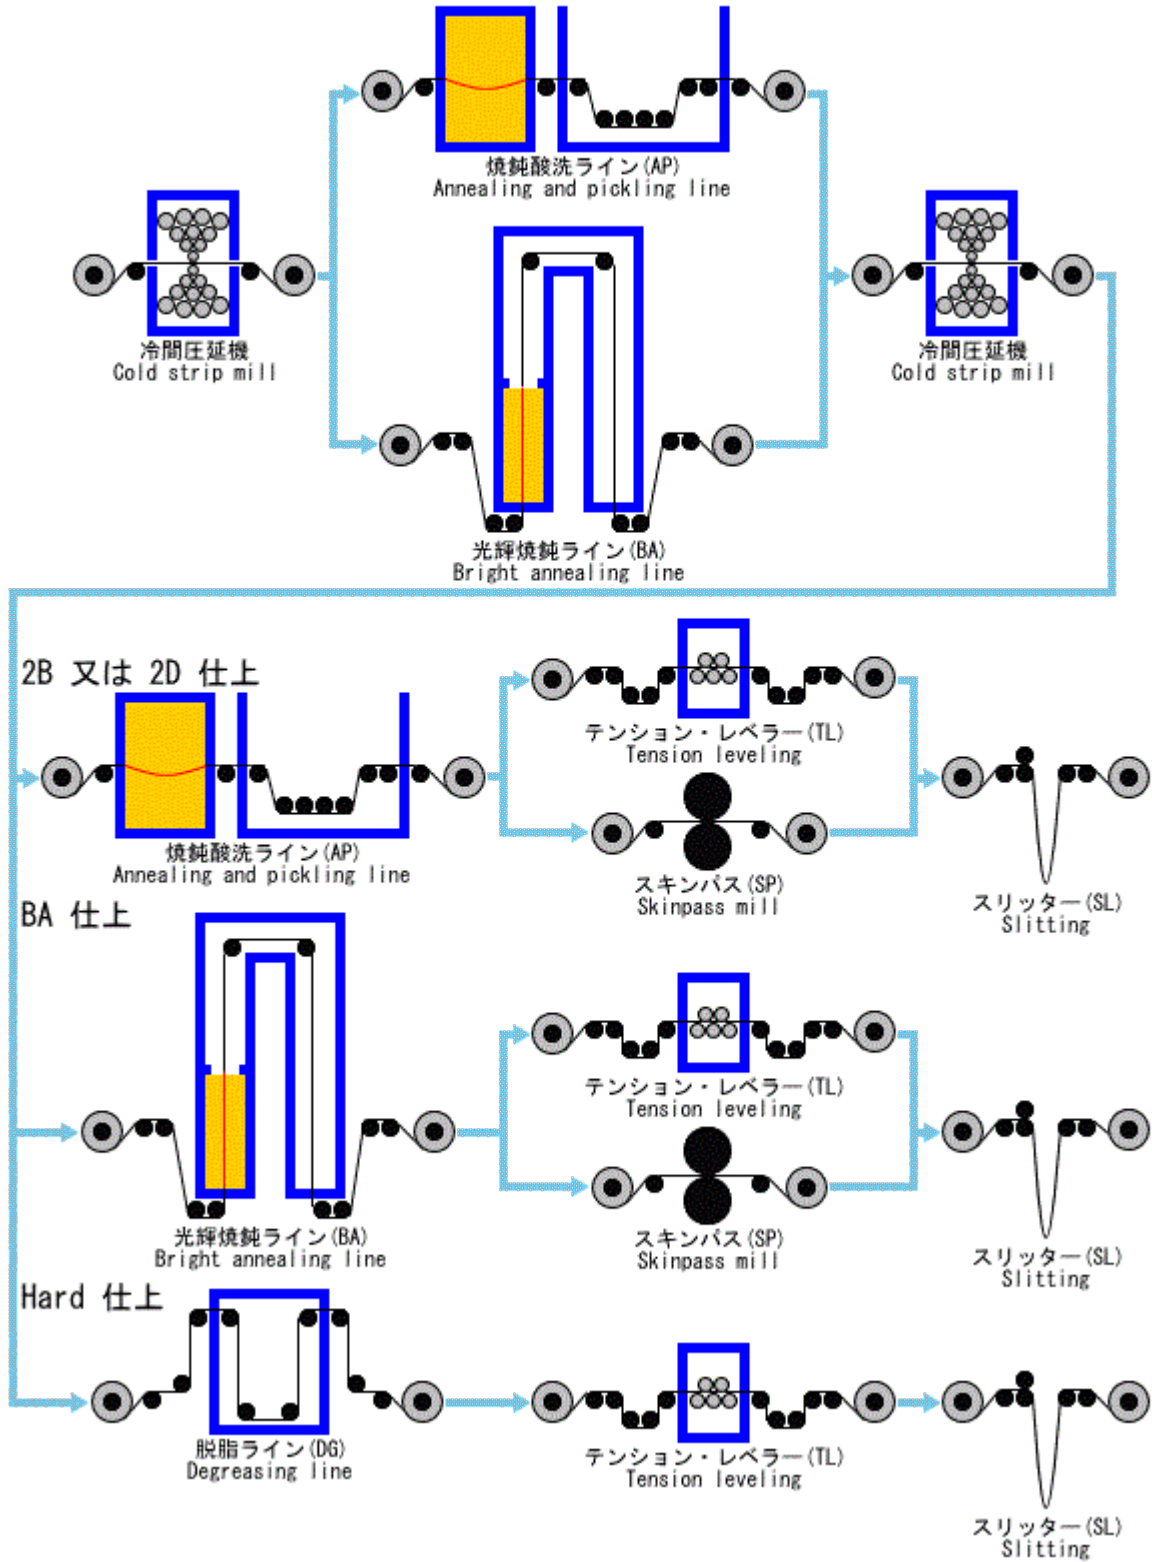 焼鈍酸洗ライン(AP)
Annealing and pickling line
冷間圧延機
Cold strip mill
冷間圧延機
Cold strip mill
光輝焼鈍ライン(BA)
Bright annealing line
2B 又は 2D 仕上
テンション・レベラー(TL)
Tension leveling
焼鈍酸洗ライン(AP)
Annealing and pickling line
スキンパス(SP)
Skinpass mill
スリッター(SL)
Slitting
BA 仕上
テンション・レベラー(TL)
Tension leveling
光輝焼鈍ライン(BA)
Bright annealing line
スキンパス(SP)
Skinpass mill
スリッター(SL)
Slitting
Hard 仕上
脱脂ライン(DG)
Degreasing line
テンション・レベラー(TL)
Tension leveling
スリッター(SL)
Slitting